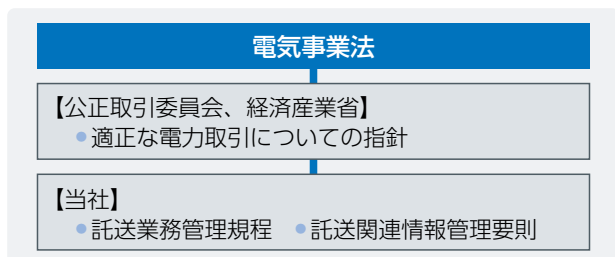 電気事業法
【公正取引委員会、経済産業省】
●適正な電力取引についての指針
【当社】
●託送業務管理規程 ●託送関連情報管理要則